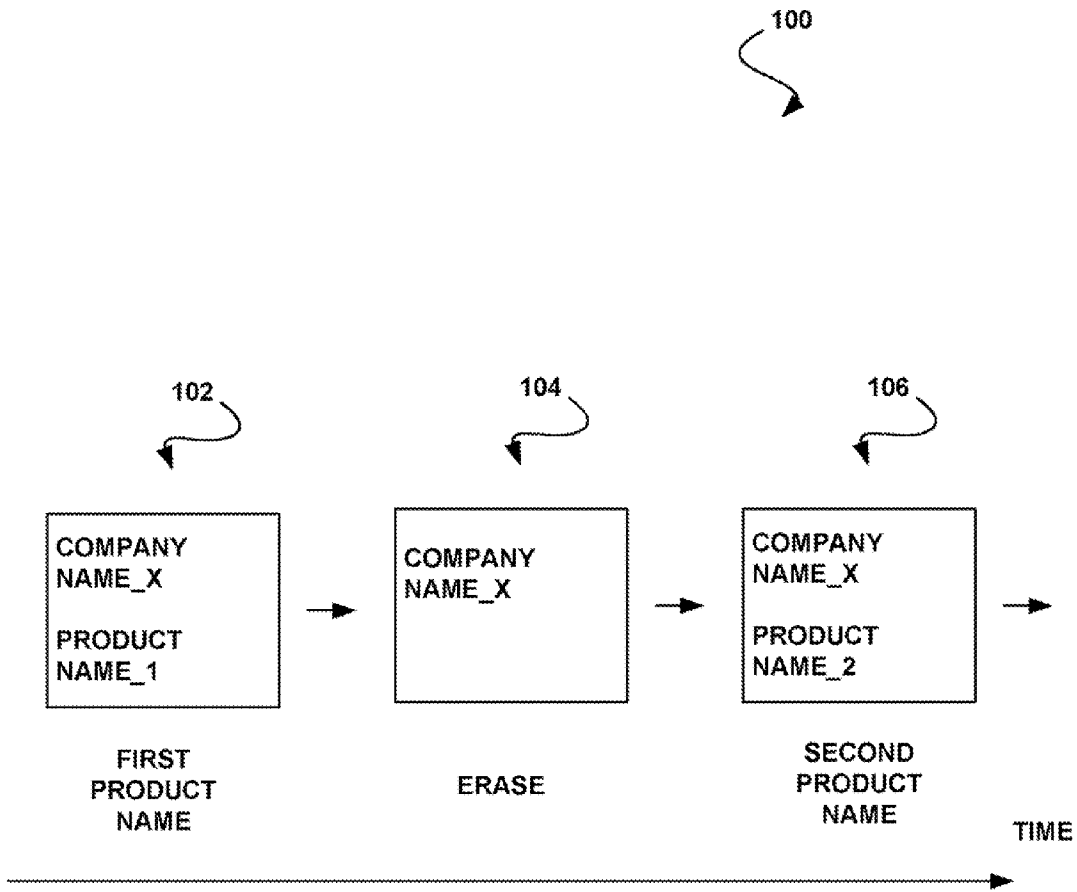 100
102
104
106
COMPANY
NAME_X
PRODUCT
NAME_1
COMPANY
NAME_X
COMPANY
NAME_X
PRODUCT
NAME_2
FIRST
PRODUCT
NAME
ERASE
SECOND
PRODUCT
NAME
TIME